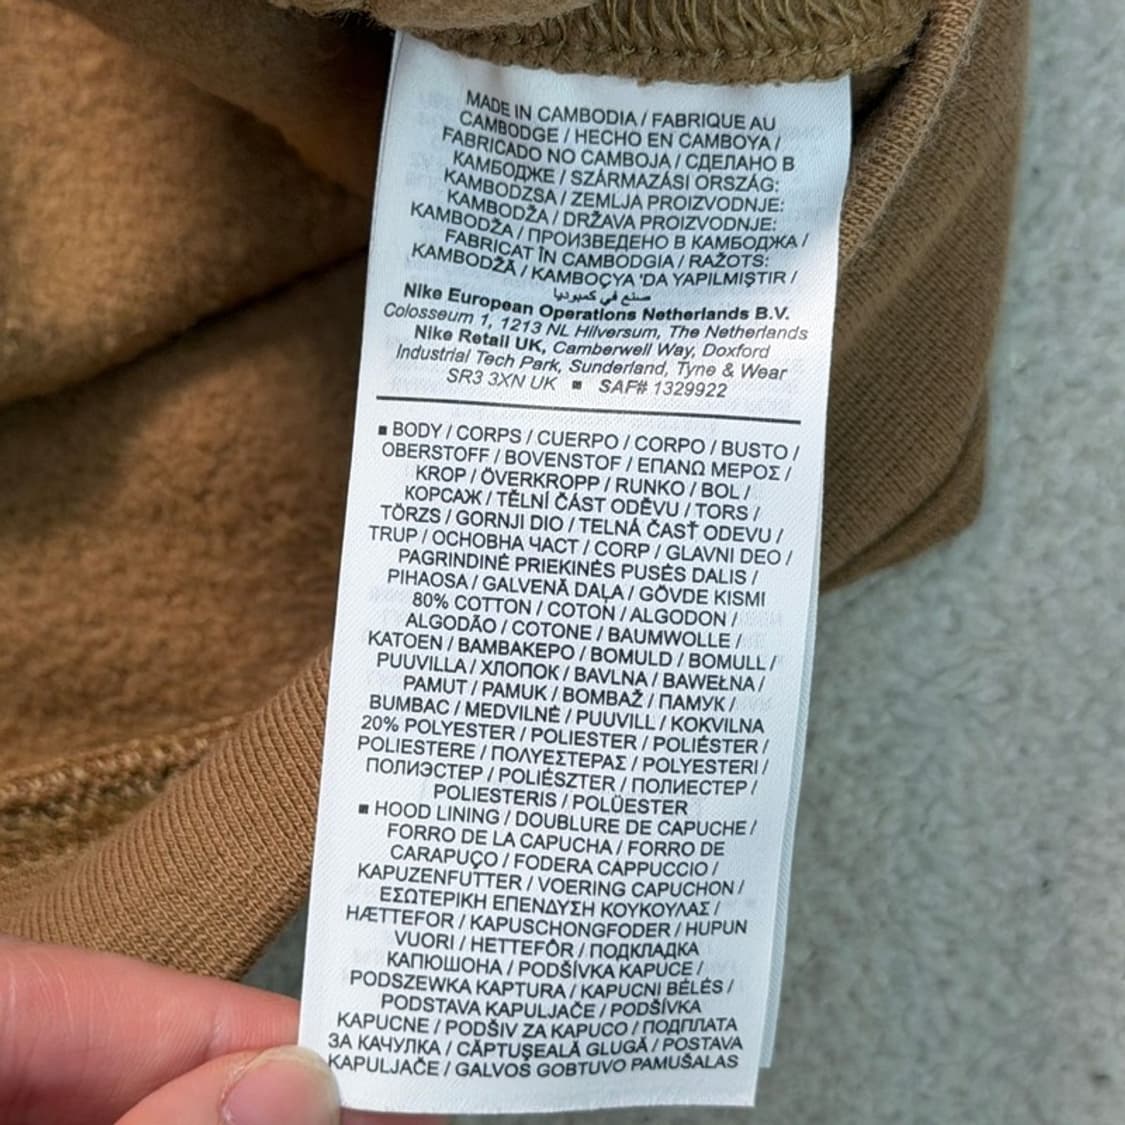 MADE IN CAMBODIA / FABRIQUE AU
CAMBODGE / HECHO EN CAMBOYA /
FABRICADO NO CAMBOJA / СДЕЛАНО В
КАМБОДЖЕ / SZÁRMAZÁSI ORSZÁG:
KAMBODZSA / ZEMLJA PROIZVODNJE:
KAMBODŽA / DRŽAVA PROIZVODNJE:
KAMBODŽA / ПРОИЗВЕДЕНО В КАМБОДЖА /
FABRICAT ÎN CAMBODGIA / RAŽOTS:
KAMBODŽĀ / KAMBOÇYA 'DA YAPILMIŞTIR /
صنع في كمبوديا
Nike European Operations Netherlands B.V.
Colosseum 1, 1213 NL Hilversum, The Netherlands
Nike Retail UK, Camberwell Way, Doxford
Industrial Tech Park, Sunderland, Tyne & Wear
SR3 3XN UK ▪ SAF# 1329922
▪ BODY / CORPS / CUERPO / CORPO / BUSTO /
OBERSTOFF / BOVENSTOF / ΕΠΑΝΩ ΜΕΡΟΣ /
KROP / ÖVERKROPP / RUNKO / BOL /
КОРСАЖ / TĚLNÍ ČÁST ODĚVU / TORS /
TÖRZS / GORNJI DIO / TELNÁ ČASŤ ODEVU /
TRUP / ОСНОВНА ЧАСТ / CORP / GLAVNI DEO /
PAGRINDINĖ PRIEKINĖS PUSĖS DALIS /
PIHAOSA / GALVENĀ DAĻA / GÖVDE KISMI
80% COTTON / COTON / ALGODON /
ALGODÃO / COTONE / BAUMWOLLE /
KATOEN / ΒΑΜΒΑΚΕΡΟ / BOMULD / BOMULL /
PUUVILLA / ХЛОПОК / BAVLNA / BAWEŁNA /
PAMUT / PAMUK / BOMBAŽ / ПАМУК /
BUMBAC / MEDVILNĖ / PUUVILL / KOKVILNA
20% POLYESTER / POLIESTER / POLIÉSTER /
POLIESTERE / ΠΟΛΥΕΣΤΕΡΑΣ / POLYESTERI /
ПОЛИЭСТЕР / POLIÉSZTER / ПОЛИЕСТЕР /
POLIESTERIS / POLÜESTER
▪ HOOD LINING / DOUBLURE DE CAPUCHE /
FORRO DE LA CAPUCHA / FORRO DE
CARAPUÇO / FODERA CAPPUCCIO /
KAPUZENFUTTER / VOERING CAPUCHON /
ΕΣΩΤΕΡΙΚΗ ΕΠΕΝΔΥΣΗ ΚΟΥΚΟΥΛΑΣ /
HÆTTEFOR / KAPUSCHONGFODER / HUPUN
VUORI / HETTEFÔR / ПОДКЛАДКА
КАПЮШОНА / PODŠÍVKA KAPUCE /
PODSZEWKA KAPTURA / KAPUCNI BÉLÉS /
PODSTAVA KAPULJAČE / PODŠÍVKA
KAPUCNE / PODŠIV ZA KAPUCO / ПОДПЛАТА
ЗА КАЧУЛКА / CĂPTUŞEALĂ GLUGĂ / POSTAVA
KAPULJAČE / GALVOS GOBTUVO PAMUŠALAS